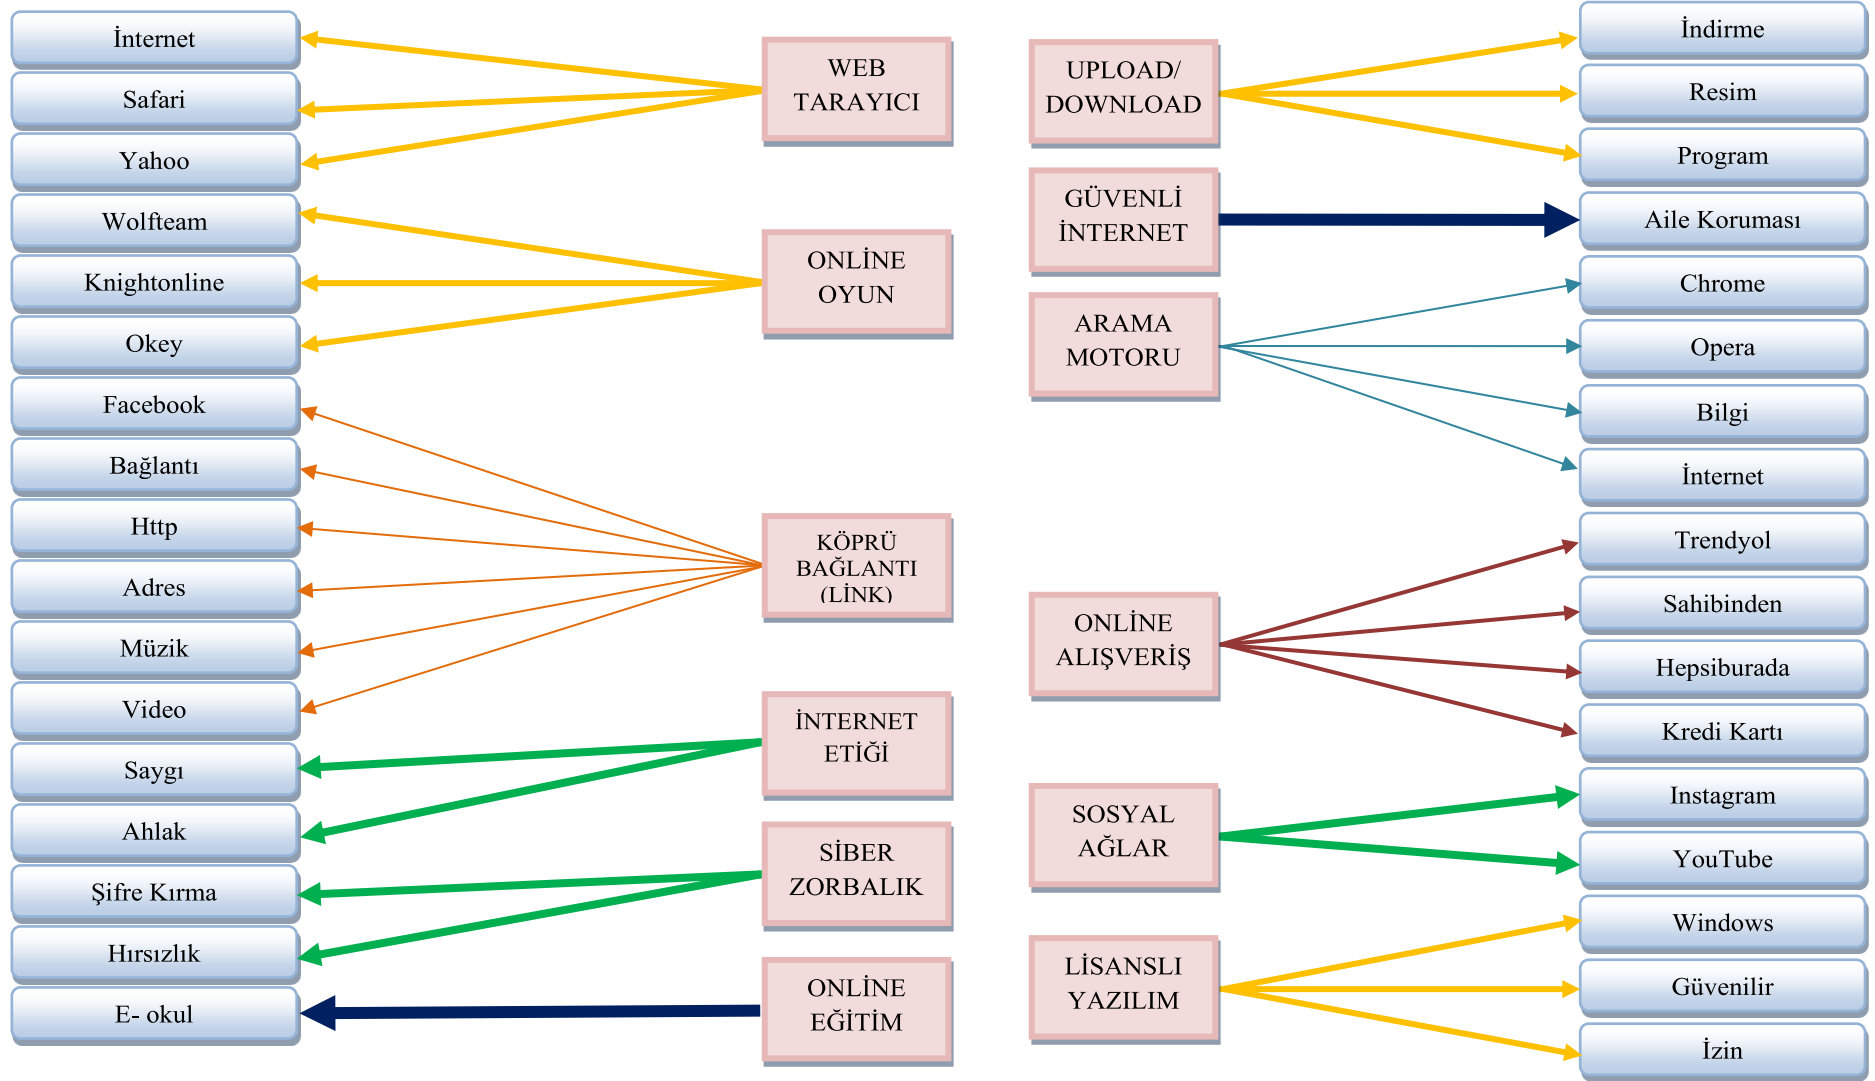 İnternet
Safari
Yahoo
Wolfteam
Knightonline
Okey
Facebook
Bağlantı
Http
Adres
Müzik
Video
Saygı
Ahlak
Şifre Kırma
Hırsızlık
E- okul
WEB
TARAYICI
ONLİNE
OYUN
KÖPRÜ
BAĞLANTI
(LİNK)
İNTERNET
ETİĞİ
SİBER
ZORBALIK
ONLİNE
EĞİTİM
UPLOAD/
DOWNLOAD
GÜVENLİ
İNTERNET
ARAMA
MOTORU
ONLİNE
ALIŞVERİŞ
SOSYAL
AĞLAR
LİSANSLI
YAZILIM
İndirme
Resim
Program
Aile Koruması
Chrome
Opera
Bilgi
İnternet
Trendyol
Sahibinden
Hepsiburada
Kredi Kartı
Instagram
YouTube
Windows
Güvenilir
İzin